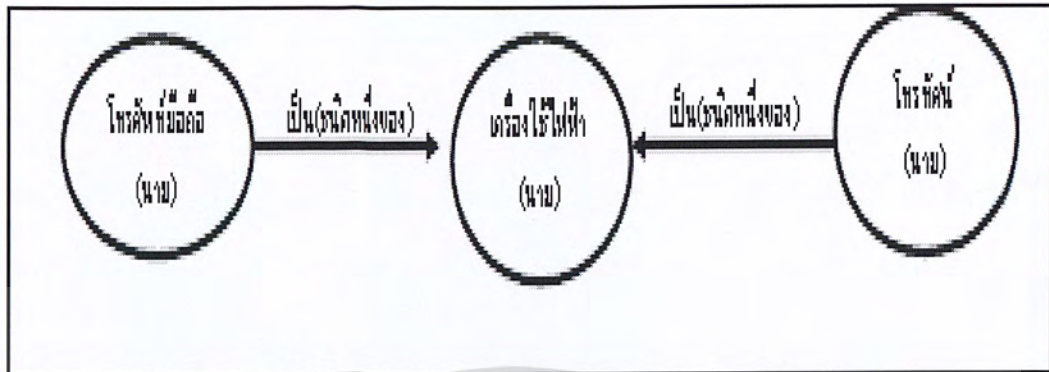 โทรศัพท์มือถือ
(นาม)
เป็น(ชนิดหนึ่งของ)
เครื่องใช้ไฟฟ้า
(นาม)
เป็น(ชนิดหนึ่งของ)
โทรทัศน์
(นาม)